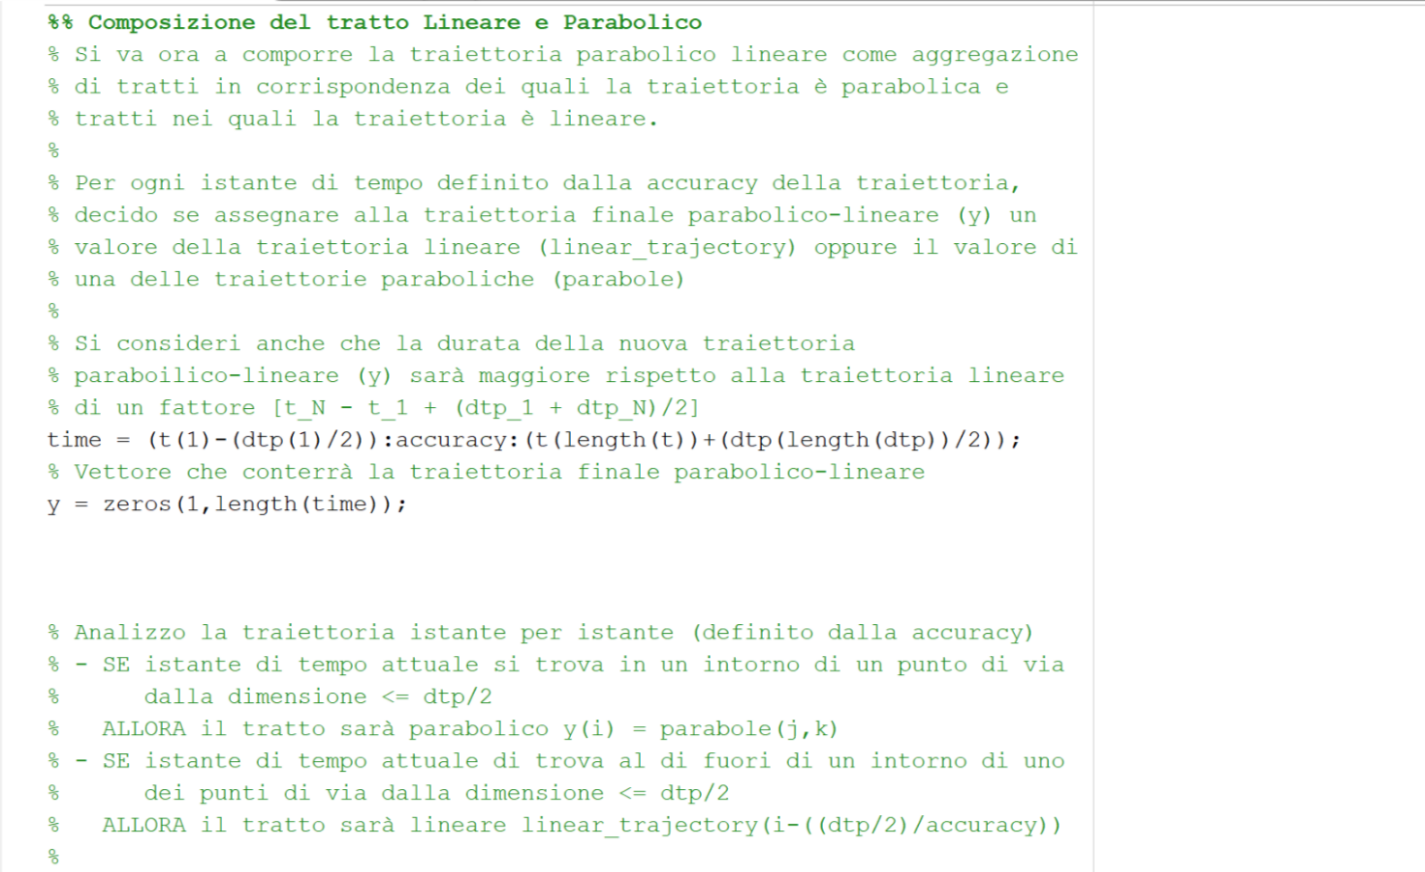 %% Composizione del tratto Lineare e Parabolico
% Si va ora a comporre la traiettoria parabolico lineare come aggregazione
% di tratti in corrispondenza dei quali la traiettoria è parabolica e
% tratti nei quali la traiettoria è lineare.
%
% Per ogni istante di tempo definito dalla accuracy della traiettoria,
% decido se assegnare alla traiettoria finale parabolico-lineare (y) un
% valore della traiettoria lineare (linear_trajectory) oppure il valore di
% una delle traiettorie paraboliche (parabole)
%
% Si consideri anche che la durata della nuova traiettoria
% paraboilico-lineare (y) sarà maggiore rispetto alla traiettoria lineare
% di un fattore [t_N - t_1 + (dtp_1 + dtp_N)/2]
time = (t(1)-(dtp(1)/2)):accuracy:(t(length(t))+(dtp(length(dtp))/2));
% Vettore che conterrà la traiettoria finale parabolico-lineare
y = zeros(1,length(time));
% Analizzo la traiettoria istante per istante (definito dalla accuracy)
% - SE istante di tempo attuale si trova in un intorno di un punto di via
%      dalla dimensione <= dtp/2
%   ALLORA il tratto sarà parabolico y(i) = parabole(j,k)
% - SE istante di tempo attuale di trova al di fuori di un intorno di uno
%      dei punti di via dalla dimensione <= dtp/2
%   ALLORA il tratto sarà lineare linear_trajectory(i-((dtp/2)/accuracy))
%